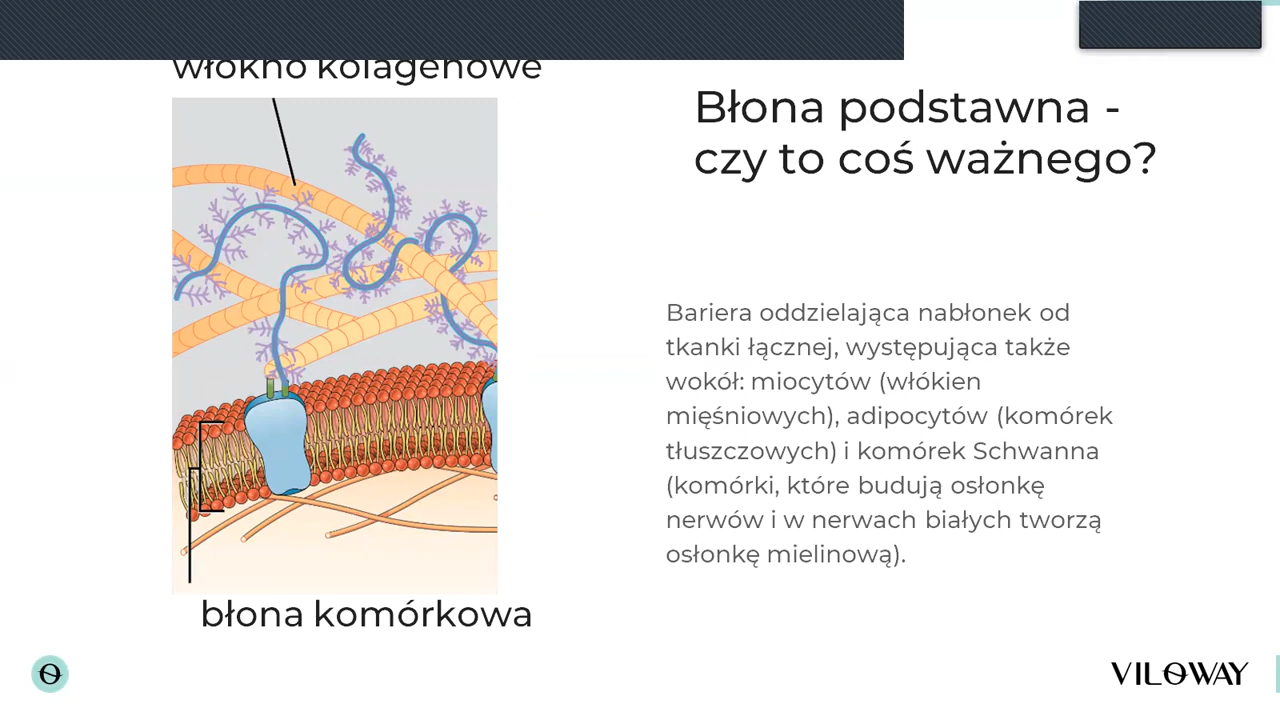 włókno kolagenowe
Błona podstawna -
czy to coś ważnego?
Bariera oddzielająca nabłonek od
tkanki łącznej, występująca także
wokół: miocytów (włókien
mięśniowych), adipocytów (komórek
tłuszczowych) i komórek Schwanna
(komórki, które budują osłonkę
nerwów i w nerwach białych tworzą
osłonkę mielinową).
błona komórkowa
VILOWAY